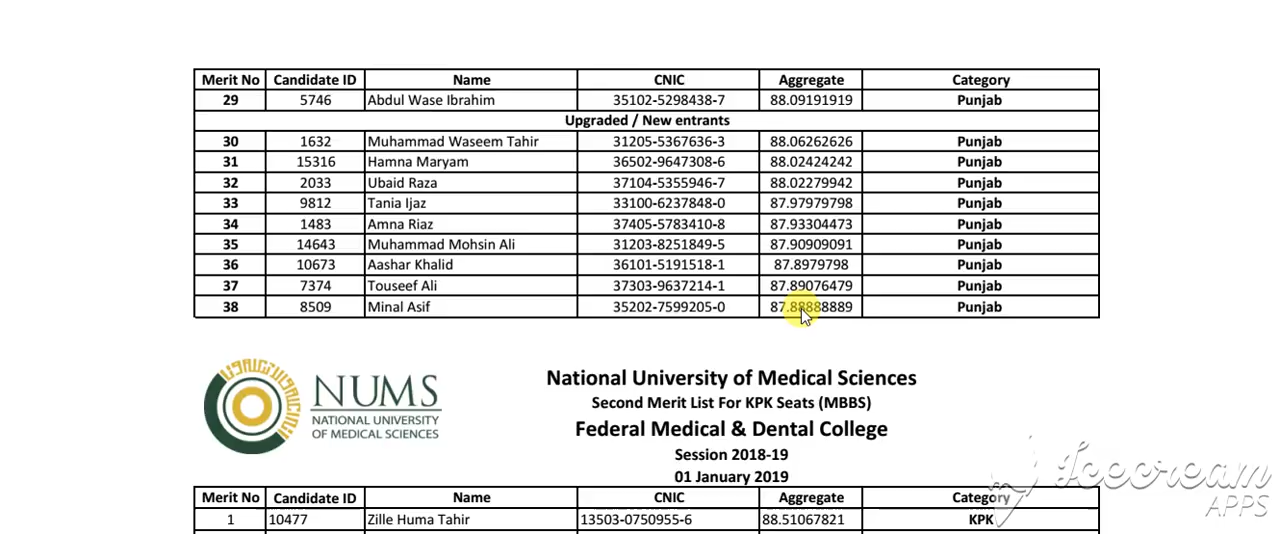 Merit No Candidate ID Name CNIC Aggregate Category
29 5746 Abdul Wase Ibrahim 35102-5298438-7 88.09191919 Punjab
Upgraded / New entrants
30 1632 Muhammad Waseem Tahir 31205-5367636-3 88.06262626 Punjab
31 15316 Hamna Maryam 36502-9647308-6 88.02424242 Punjab
32 2033 Ubaid Raza 37104-5355946-7 88.02279942 Punjab
33 9812 Tania Ijaz 33100-6237848-0 87.97979798 Punjab
34 1483 Amna Riaz 37405-5783410-8 87.93304473 Punjab
35 14643 Muhammad Mohsin Ali 31203-8251849-5 87.90909091 Punjab
36 10673 Aashar Khalid 36101-5191518-1 87.8979798 Punjab
37 7374 Touseef Ali 37303-9637214-1 87.89076479 Punjab
38 8509 Minal Asif 35202-7599205-0 87.88888889 Punjab
NUMS
NATIONAL UNIVERSITY
OF MEDICAL SCIENCES
National University of Medical Sciences
Second Merit List For KPK Seats (MBBS)
Federal Medical & Dental College
Session 2018-19
01 January 2019
Merit No Candidate ID Name CNIC Aggregate Category
1 10477 Zille Huma Tahir 13503-0750955-6 88.51067821 KPK
Icecream
APPS